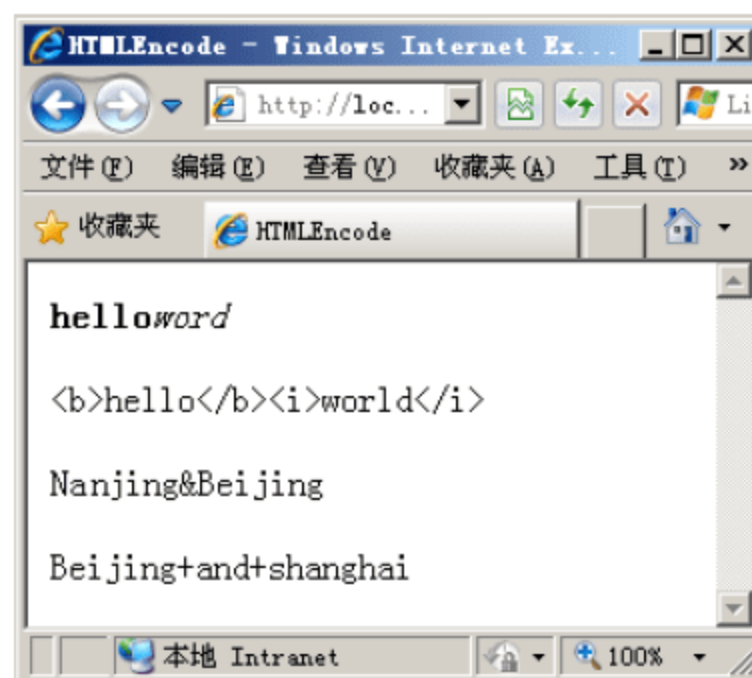 HTMLEncode - Windows Internet Ex...
http://loc... Li
文件(F) 编辑(E) 查看(V) 收藏夹(A) 工具(T) »
收藏夹 HTMLEncode
helloword
<b>hello</b><i>world</i>
Nanjing&Beijing
Beijing+and+shanghai
本地 Intranet 100%